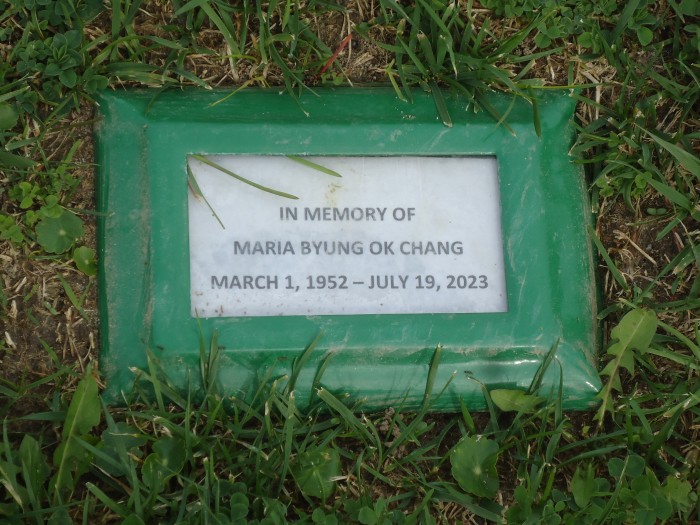 IN MEMORY OF
MARIA BYUNG OK CHANG
MARCH 1, 1952 – JULY 19, 2023